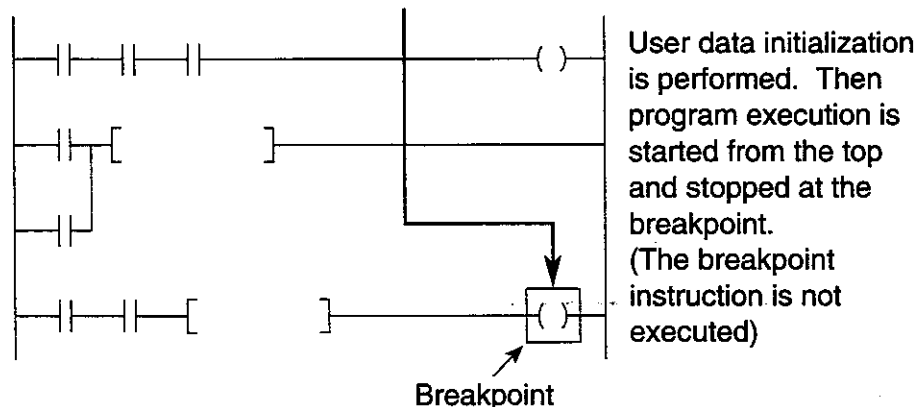 User data initialization
is performed. Then
program execution is
started from the top
and stopped at the
breakpoint.
(The breakpoint
instruction is not
executed)
Breakpoint